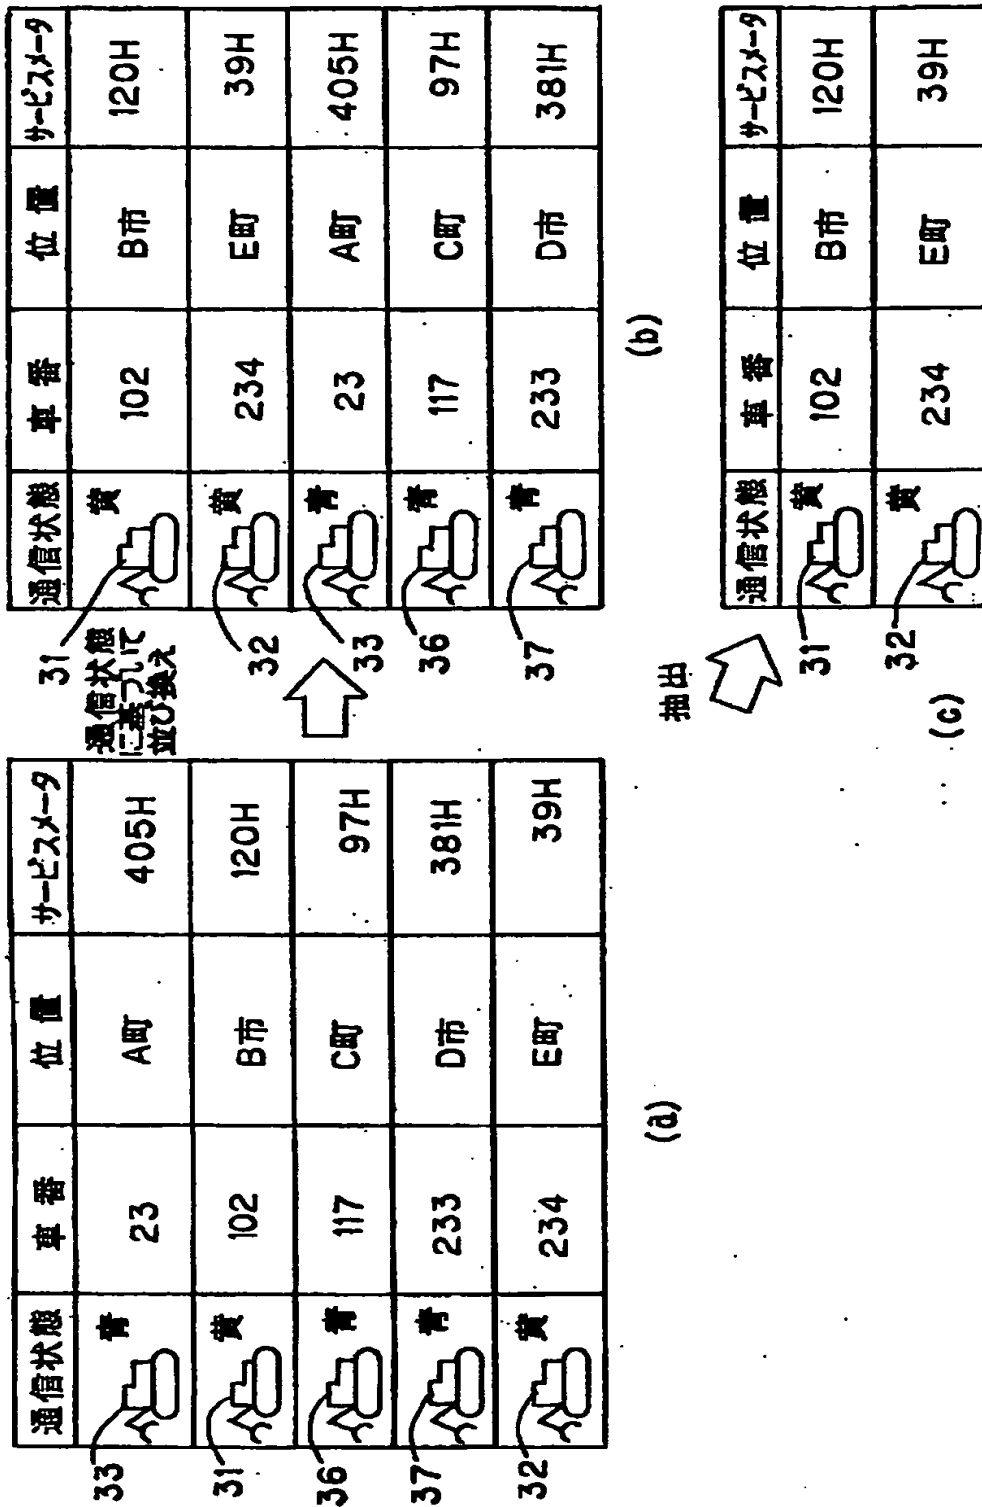 通信状態 車番 位置 サービスメータ
33 青 23 A町 405H
31 黄 102 B市 120H
36 青 117 C町 97H
37 青 233 D市 381H
32 黄 234 E町 39H
(a)
通信状態
に基づいて
並び換え
通信状態 車番 位置 サービスメータ
31 黄 102 B市 120H
32 黄 234 E町 39H
33 青 23 A町 405H
36 青 117 C町 97H
37 青 233 D市 381H
(b)
抽出
通信状態 車番 位置 サービスメータ
31 黄 102 B市 120H
32 黄 234 E町 39H
(c)